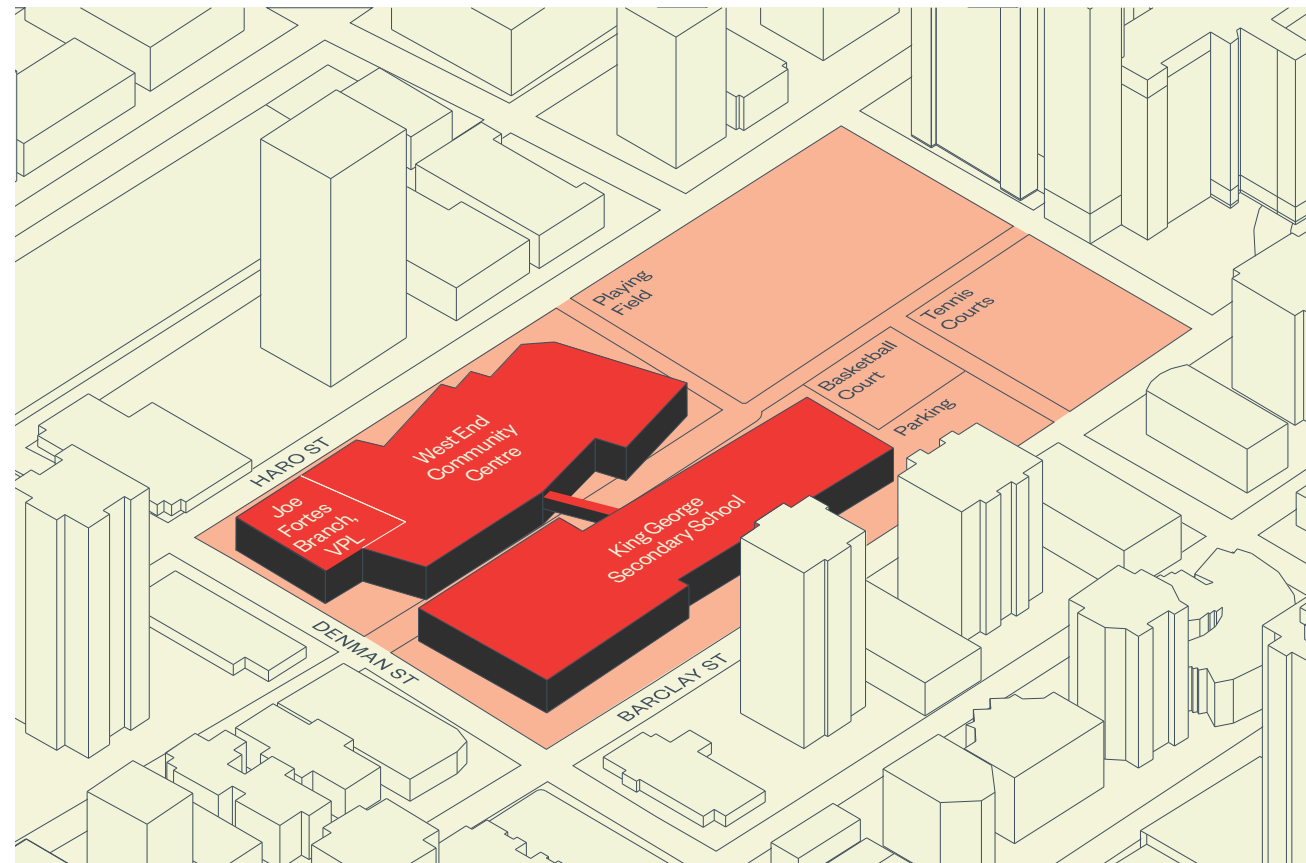 Playing
Field
Tennis
Courts
Basketball
Court
Parking
HARO ST
West End
Community
Centre
Joe
Fortes
Branch,
VPL
King George
Secondary School
DENMAN ST
BARCLAY ST